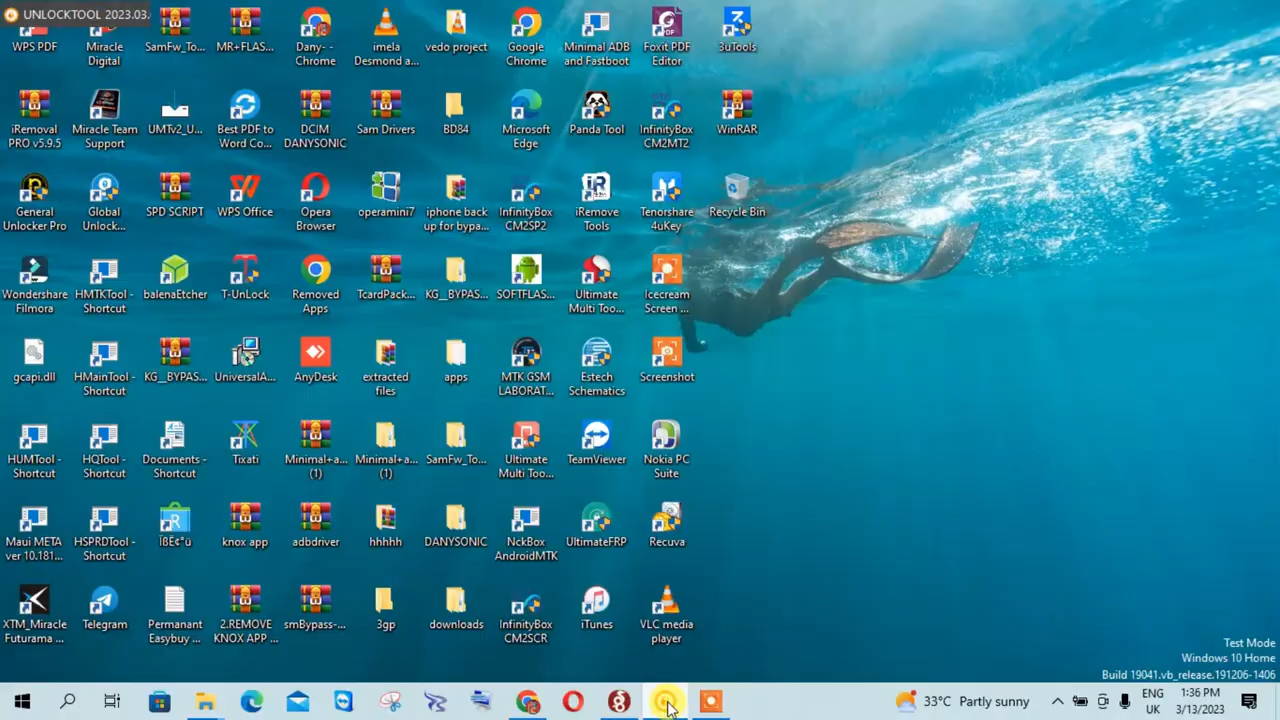 UNLOCKTOOL 2023.03.
WPS PDF
Miracle
Digital
SamFw_To...
MR+FLAS...
Dany- -
Chrome
imela
Desmond a...
vedo project
Google
Chrome
Minimal ADB
and Fastboot
Foxit PDF
Editor
3uTools
iRemoval
PRO v5.9.5
Miracle Team
Support
UMTv2_U...
Best PDF to
Word Co...
DCIM
DANYSONIC
Sam Drivers
BD84
Microsoft
Edge
Panda Tool
InfinityBox
CM2MT2
WinRAR
General
Unlocker Pro
Global
Unlock...
SPD SCRIPT
WPS Office
Opera
Browser
operamini7
iphone back
up for bypa...
InfinityBox
CM2SP2
iRemove
Tools
Tenorshare
4uKey
Recycle Bin
Wondershare
Filmora
HMTKTool -
Shortcut
balenaEtcher
T-UnLock
Removed
Apps
TcardPack...
KG__BYPAS...
SOFTFLAS...
Ultimate
Multi Too...
Icecream
Screen ...
gcapi.dll
HMainTool -
Shortcut
KG__BYPAS...
UniversalA...
AnyDesk
extracted
files
apps
MTK GSM
LABORAT...
Estech
Schematics
Screenshot
HUMTool -
Shortcut
HQTool -
Shortcut
Documents -
Shortcut
Tixati
Minimal+a...
(1)
Minimal+a...
(1)
SamFw_To...
Ultimate
Multi Too...
TeamViewer
Nokia PC
Suite
Maui META
ver 10.181...
HSPRDTool -
Shortcut
knox app
adbdriver
hhhhh
DANYSONIC
NckBox
AndroidMTK
UltimateFRP
Recuva
XTM_Miracle
Futurama ...
Telegram
Permanant
Easybuy ...
2.REMOVE
KNOX APP ...
smBypass-...
3gp
downloads
InfinityBox
CM2SCR
iTunes
VLC media
player
Test Mode
Windows 10 Home
Build 19041.vb_release.191206-1406
33°C Partly sunny
ENG
UK
1:36 PM
3/13/2023